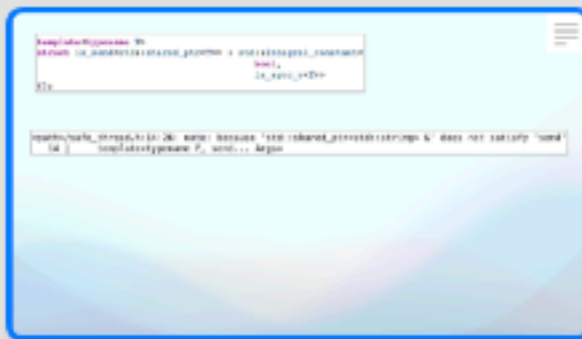 template<typename T>
struct is_send<std::shared_ptr<T>> : std::integral_constant<
bool,
is_sync_v<T>>
{};
note: because 'std::shared_ptr<std::string> &' does not satisfy 'send'
14 | template<typename F, send... Args>